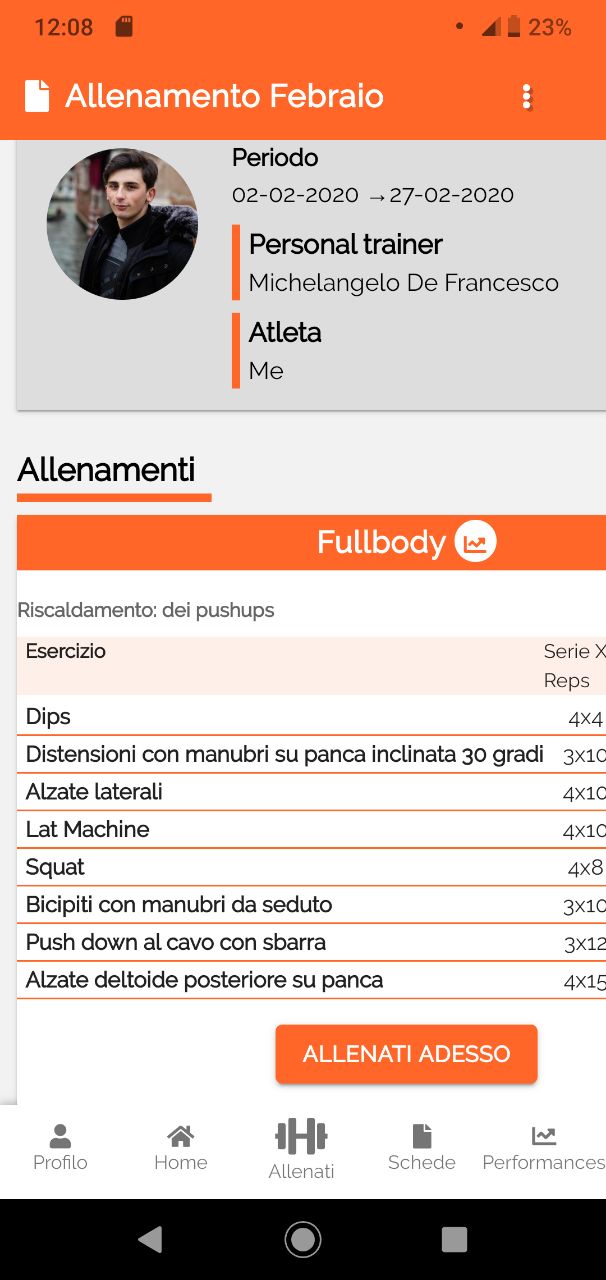 12:08
23%
Allenamento Febraio
Periodo
02-02-2020 →27-02-2020
Personal trainer
Michelangelo De Francesco
Atleta
Me
Allenamenti
Fullbody
Riscaldamento: dei pushups
Esercizio Serie X
Reps
Dips 4x4
Distensioni con manubri su panca inclinata 30 gradi 3x10
Alzate laterali 4x10
Lat Machine 4x10
Squat 4x8
Bicipiti con manubri da seduto 3x10
Push down al cavo con sbarra 3x12
Alzate deltoide posteriore su panca 4x15
ALLENATI ADESSO
Profilo Home Allenati Schede Performances